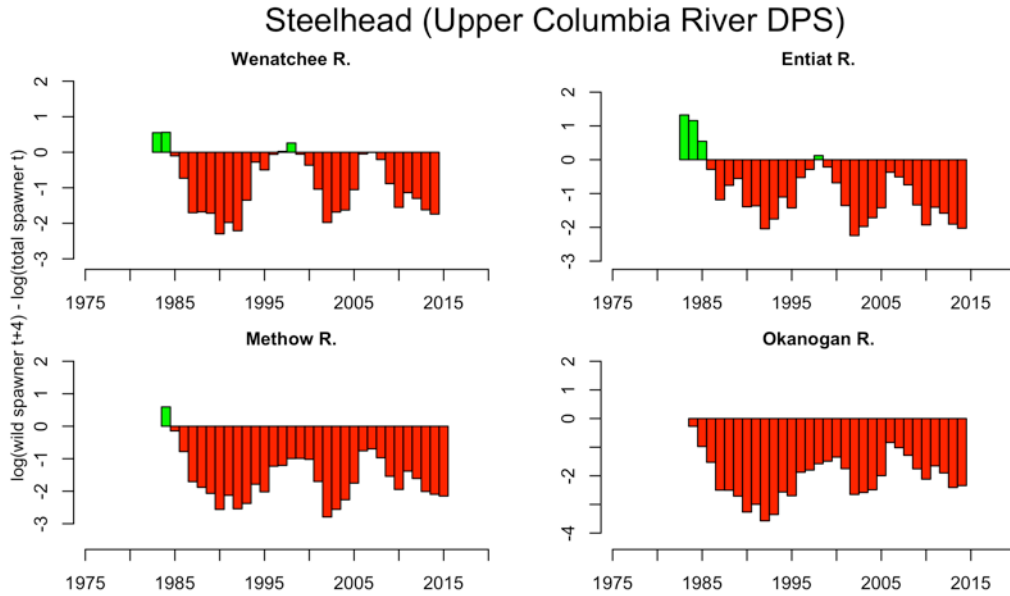 Steelhead (Upper Columbia River DPS)
Wenatchee R.
2
1
0
-1
-2
-3
1975 1985 1995 2005 2015
Entiat R.
2
1
0
-1
-2
-3
1975 1985 1995 2005 2015
log(wild spawner t+4) - log(total spawner t)
Methow R.
2
1
0
-1
-2
-3
1975 1985 1995 2005 2015
Okanogan R.
2
0
-2
-4
1975 1985 1995 2005 2015